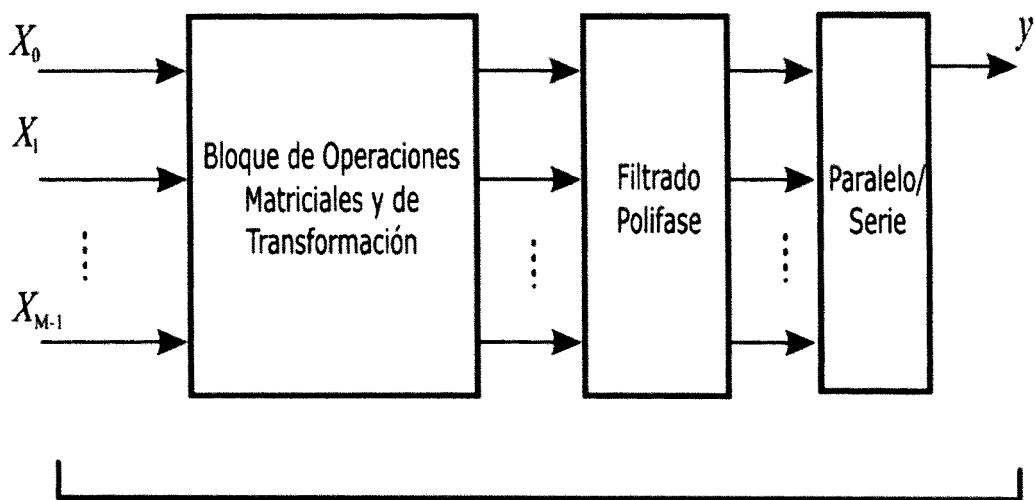 X0
y
X1
Bloque de Operaciones
Matriciales y de
Transformación
Filtrado
Polifase
Paralelo/
Serie
XM-1